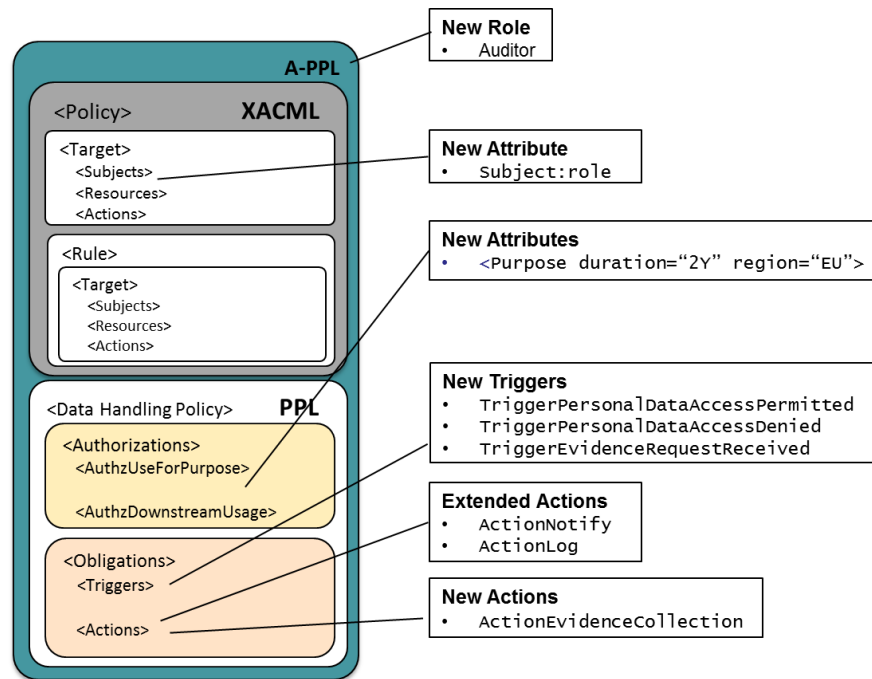 A-PPL
<Policy> XACML
<Target>
<Subjects>
<Resources>
<Actions>
<Rule>
<Target>
<Subjects>
<Resources>
<Actions>
<Data Handling Policy> PPL
<Authorizations>
<AuthzUseForPurpose>
<AuthzDownstreamUsage>
<Obligations>
<Triggers>
<Actions>
New Role
• Auditor
New Attribute
• Subject:role
New Attributes
• <Purpose duration=“2Y” region=“EU”>
New Triggers
• TriggerPersonalDataAccessPermitted
• TriggerPersonalDataAccessDenied
• TriggerEvidenceRequestReceived
Extended Actions
• ActionNotify
• ActionLog
New Actions
• ActionEvidenceCollection